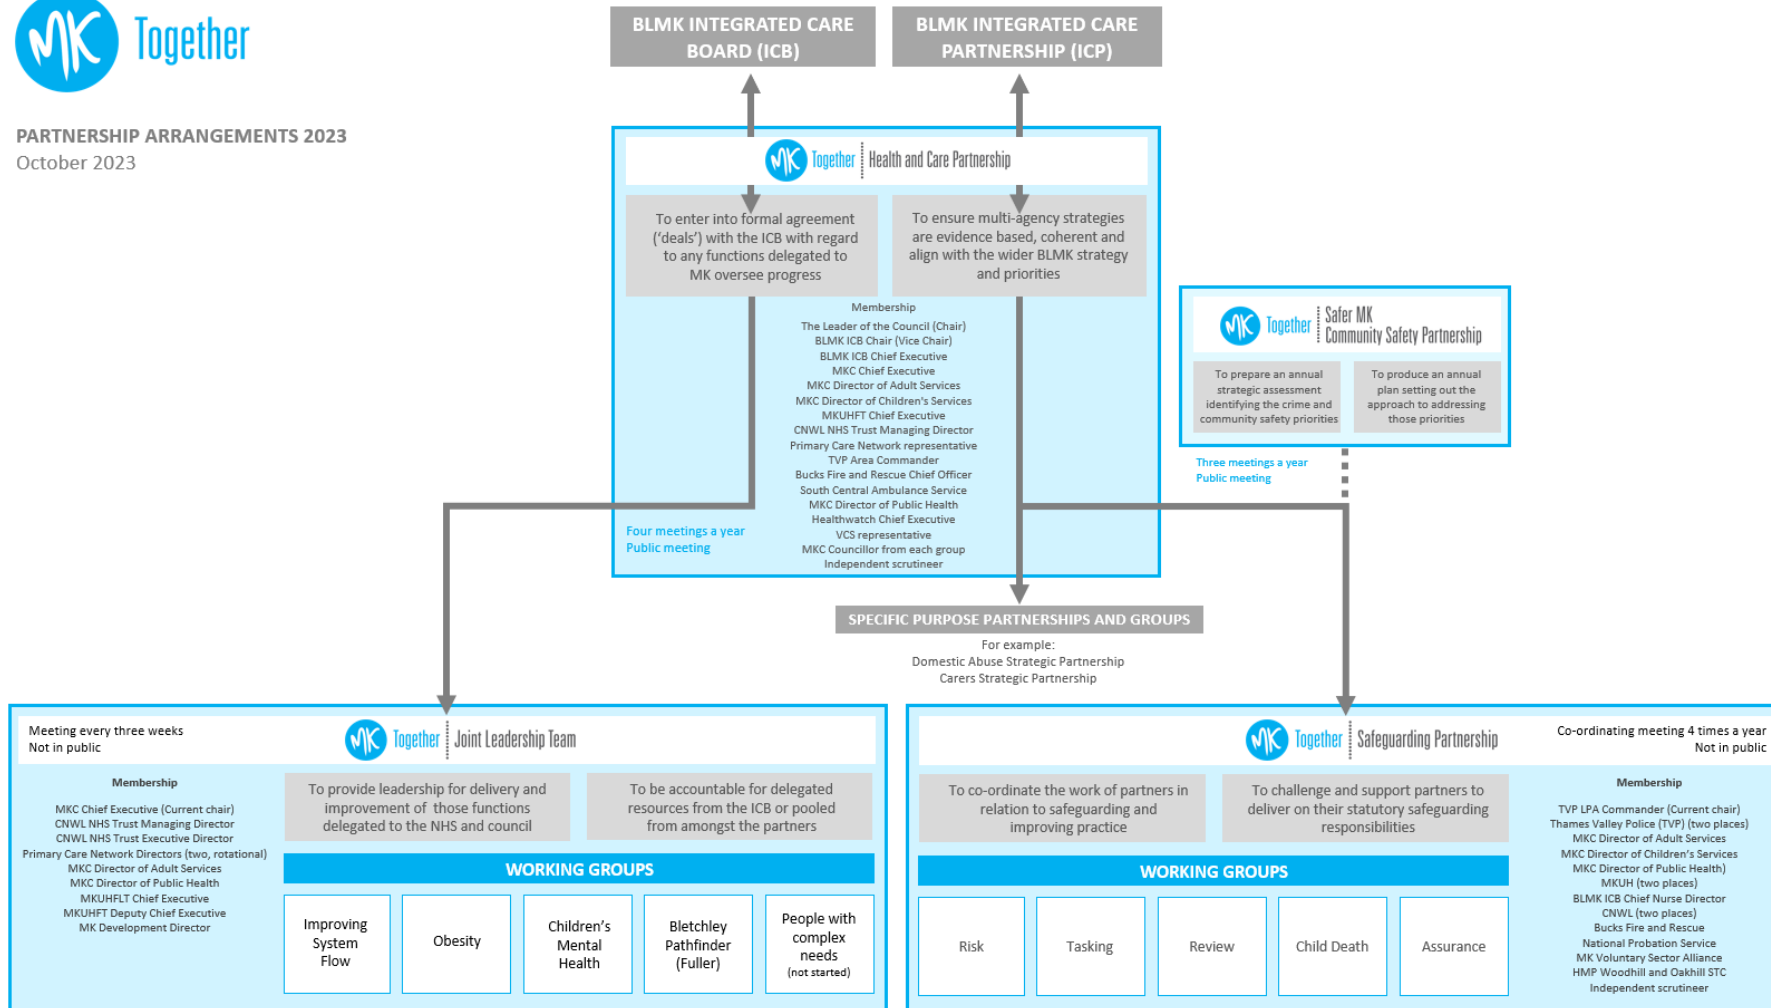 MK Together
PARTNERSHIP ARRANGEMENTS 2023
October 2023
BLMK INTEGRATED CARE
BOARD (ICB)
BLMK INTEGRATED CARE
PARTNERSHIP (ICP)
MK Together Health and Care Partnership
To enter into formal agreement
(‘deals’) with the ICB with regard
to any functions delegated to
MK oversee progress
To ensure multi-agency strategies
are evidence based, coherent and
align with the wider BLMK strategy
and priorities
Membership
The Leader of the Council (Chair)
BLMK ICB Chair (Vice Chair)
BLMK ICB Chief Executive
MKC Chief Executive
MKC Director of Adult Services
MKC Director of Children's Services
MKUHFT Chief Executive
CNWL NHS Trust Managing Director
Primary Care Network representative
TVP Area Commander
Bucks Fire and Rescue Chief Officer
South Central Ambulance Service
MKC Director of Public Health
Healthwatch Chief Executive
VCS representative
MKC Councillor from each group
Independent scrutineer
Four meetings a year
Public meeting
MK Together Safer MK
Community Safety Partnership
To prepare an annual
strategic assessment
identifying the crime and
community safety priorities
To produce an annual
plan setting out the
approach to addressing
those priorities
Three meetings a year
Public meeting
SPECIFIC PURPOSE PARTNERSHIPS AND GROUPS
For example:
Domestic Abuse Strategic Partnership
Carers Strategic Partnership
Meeting every three weeks
Not in public
MK Together Joint Leadership Team
Membership
MKC Chief Executive (Current chair)
CNWL NHS Trust Managing Director
CNWL NHS Trust Executive Director
Primary Care Network Directors (two, rotational)
MKC Director of Adult Services
MKC Director of Public Health
MKUHFLT Chief Executive
MKUHFT Deputy Chief Executive
MK Development Director
To provide leadership for delivery and
improvement of those functions
delegated to the NHS and council
To be accountable for delegated
resources from the ICB or pooled
from amongst the partners
WORKING GROUPS
Improving
System
Flow
Obesity
Children’s
Mental
Health
Bletchley
Pathfinder
(Fuller)
People with
complex
needs
(not started)
MK Together Safeguarding Partnership
Co-ordinating meeting 4 times a year
Not in public
To co-ordinate the work of partners in
relation to safeguarding and
improving practice
To challenge and support partners to
deliver on their statutory safeguarding
responsibilities
WORKING GROUPS
Risk
Tasking
Review
Child Death
Assurance
Membership
TVP LPA Commander (Current chair)
Thames Valley Police (TVP) (two places)
MKC Director of Adult Services
MKC Director of Children’s Services
MKC Director of Public Health)
MKUH (two places)
BLMK ICB Chief Nurse Director
CNWL (two places)
Bucks Fire and Rescue
National Probation Service
MK Voluntary Sector Alliance
HMP Woodhill and Oakhill STC
Independent scrutineer